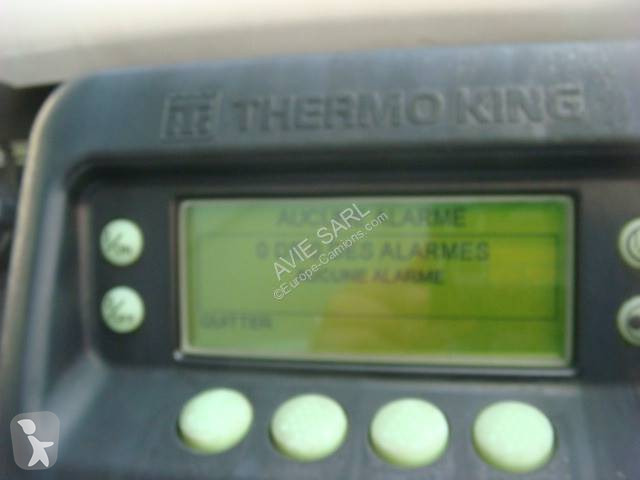 THERMO KING
AUCUNE ALARME
0 DES ALARMES
AUCUNE ALARME
QUITTER
AVIE SARL
©Europe-Camions.com